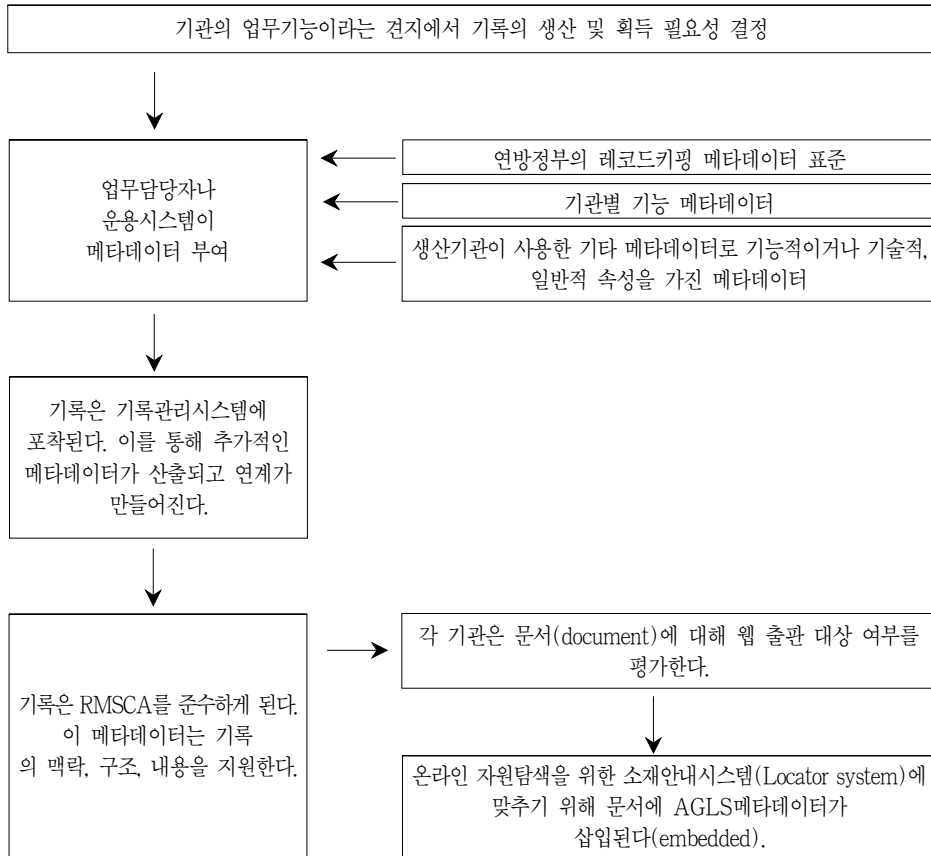 기관의 업무기능이라는 견지에서 기록의 생산 및 획득 필요성 결정
업무담당자나
운용시스템이
메타데이터 부여
연방정부의 레코드키핑 메타데이터 표준
기관별 기능 메타데이터
생산기관이 사용한 기타 메타데이터로 기능적이거나 기술적,
일반적 속성을 가진 메타데이터
기록은 기록관리시스템에
포착된다. 이를 통해 추가적인
메타데이터가 산출되고 연계가
만들어진다.
기록은 RMSCA를 준수하게 된다.
이 메타데이터는 기록
의 맥락, 구조, 내용을 지원한다.
각 기관은 문서(document)에 대해 웹 출판 대상 여부를
평가한다.
온라인 자원탐색을 위한 소재안내시스템(Locator system)에
맞추기 위해 문서에 AGLS메타데이터가
삽입된다(embedded).